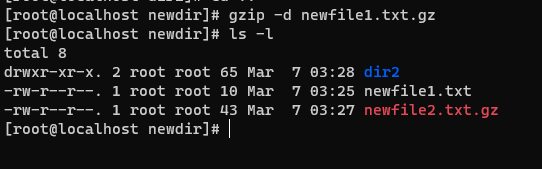 [root@localhost newdir]# gzip -d newfile1.txt.gz
[root@localhost newdir]# ls -l
total 8
drwxr-xr-x. 2 root root 65 Mar  7 03:28 dir2
-rw-r--r--. 1 root root 10 Mar  7 03:25 newfile1.txt
-rw-r--r--. 1 root root 43 Mar  7 03:27 newfile2.txt.gz
[root@localhost newdir]#